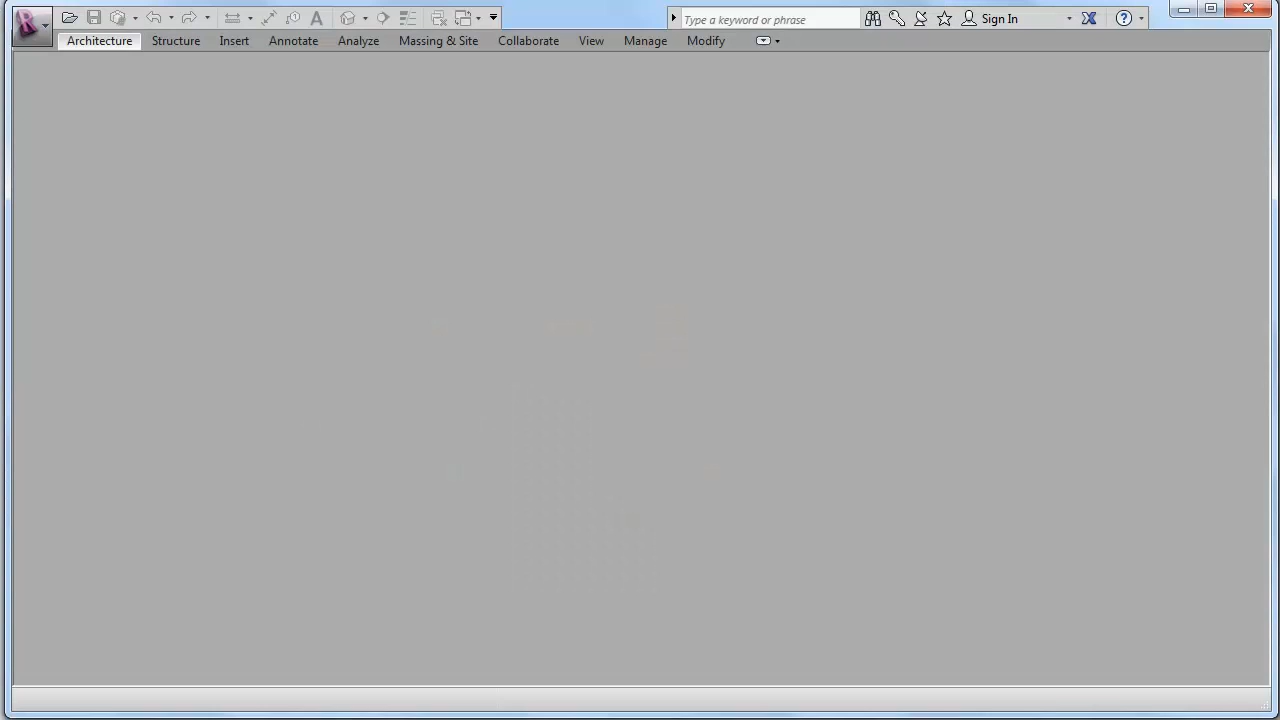 Type a keyword or phrase
Sign In
Architecture Structure Insert Annotate Analyze Massing & Site Collaborate View Manage Modify